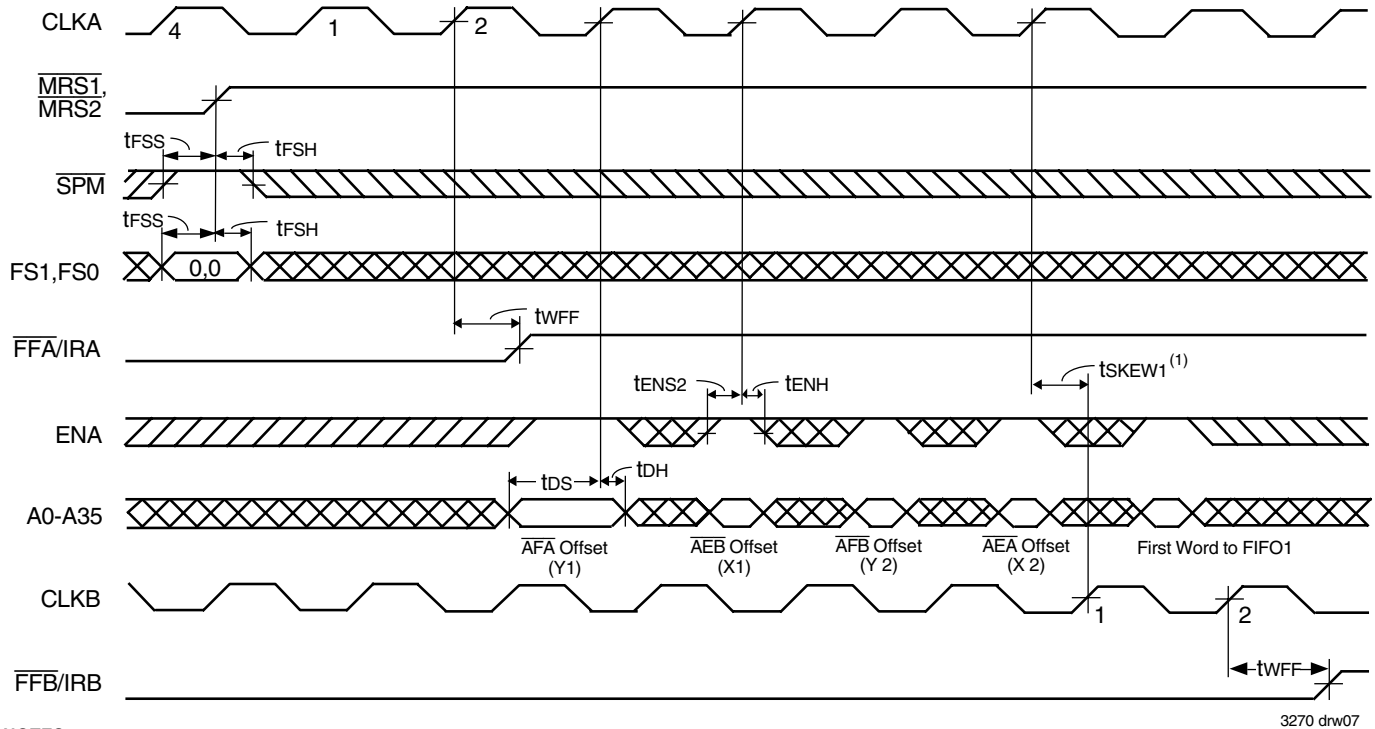 CLKA 4 1 2
MRS1,
MRS2
tFSS tFSH
SPM
tFSS tFSH
FS1,FS0 0,0
tWFF
FFA/IRA
tENS2 tENH tSKEW1 (1)
ENA
tDS tDH
A0-A35
AFA Offset
(Y1)
AEB Offset
(X1)
AFB Offset
(Y 2)
AEA Offset
(X 2)
First Word to FIFO1
CLKB 1 2
tWFF
FFB/IRB
3270 drw07